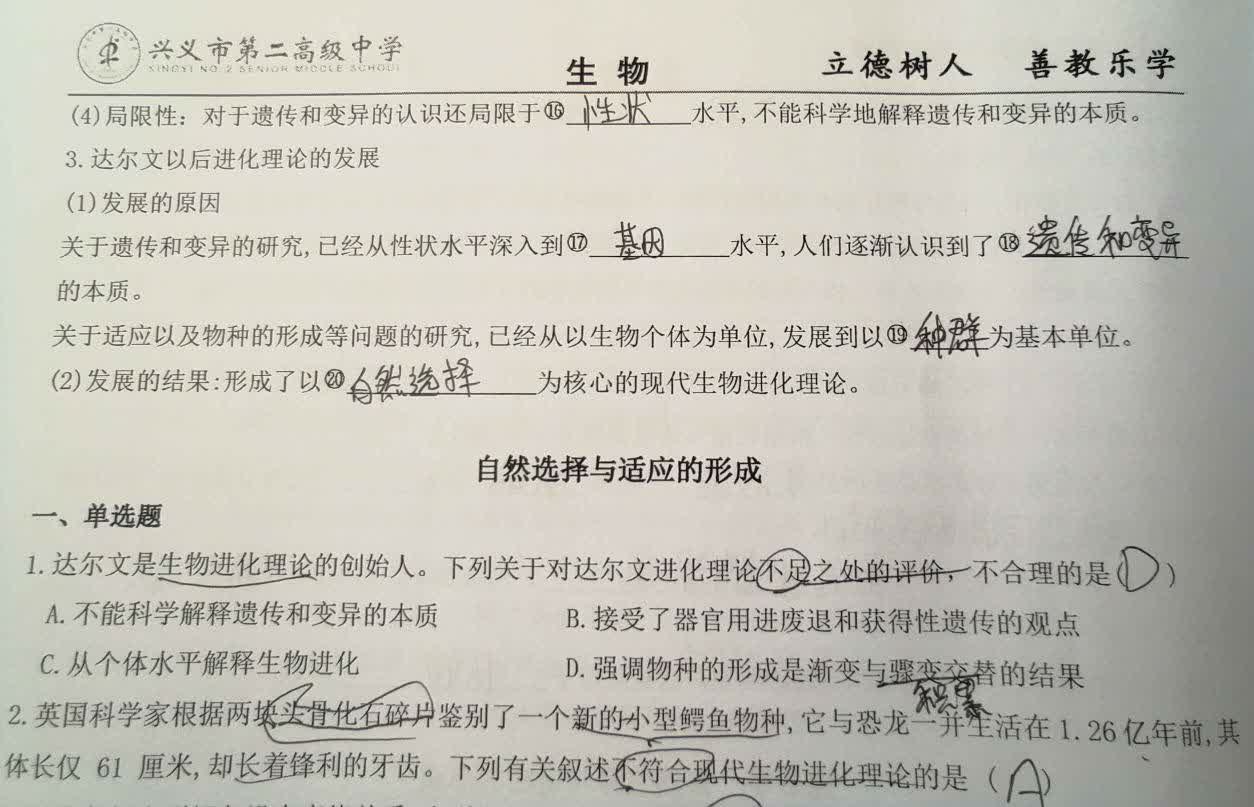 兴义市第二高级中学
XINGYI NO.2 SENIOR MIDDLE SCHOOL
生物
立德树人 善教乐学
(4)局限性：对于遗传和变异的认识还局限于⑯性状水平,不能科学地解释遗传和变异的本质。
3.达尔文以后进化理论的发展
(1)发展的原因
关于遗传和变异的研究,已经从性状水平深入到⑰基因水平,人们逐渐认识到了⑱遗传和变异
的本质。
关于适应以及物种的形成等问题的研究,已经从以生物个体为单位,发展到以⑲种群为基本单位。
(2)发展的结果:形成了以⑳自然选择为核心的现代生物进化理论。
自然选择与适应的形成
一、单选题
1.达尔文是生物进化理论的创始人。下列关于对达尔文进化理论不足之处的评价，不合理的是(D)
A.不能科学解释遗传和变异的本质 B.接受了器官用进废退和获得性遗传的观点
C.从个体水平解释生物进化 D.强调物种的形成是渐变与骤变交替的结果
积累
2.英国科学家根据两块头骨化石碎片鉴别了一个新的小型鳄鱼物种,它与恐龙一并生活在1.26亿年前,其
体长仅 61 厘米,却长着锋利的牙齿。下列有关叙述不符合现代生物进化理论的是（A）